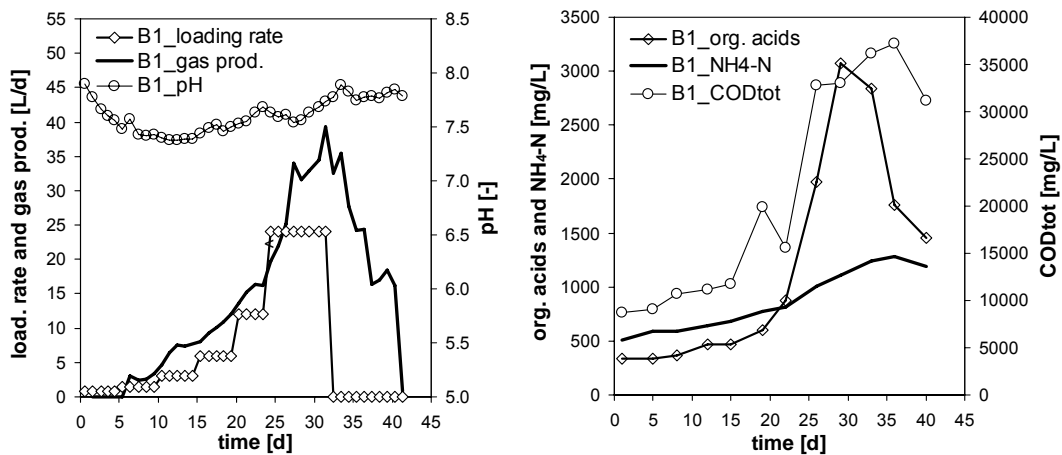 55
50
45
40
35
30
25
20
15
10
5
0
load. rate and gas prod. [L/d]
B1_loading rate
B1_gas prod.
B1_pH
8.5
8.0
7.5
7.0
6.5
6.0
5.5
5.0
pH [-]
0 5 10 15 20 25 30 35 40 45
time [d]
3500
3000
2500
2000
1500
1000
500
0
org. acids and NH4-N [mg/L]
B1_org. acids
B1_NH4-N
B1_CODtot
40000
35000
30000
25000
20000
15000
10000
5000
0
CODtot [mg/L]
0 5 10 15 20 25 30 35 40 45
time [d]